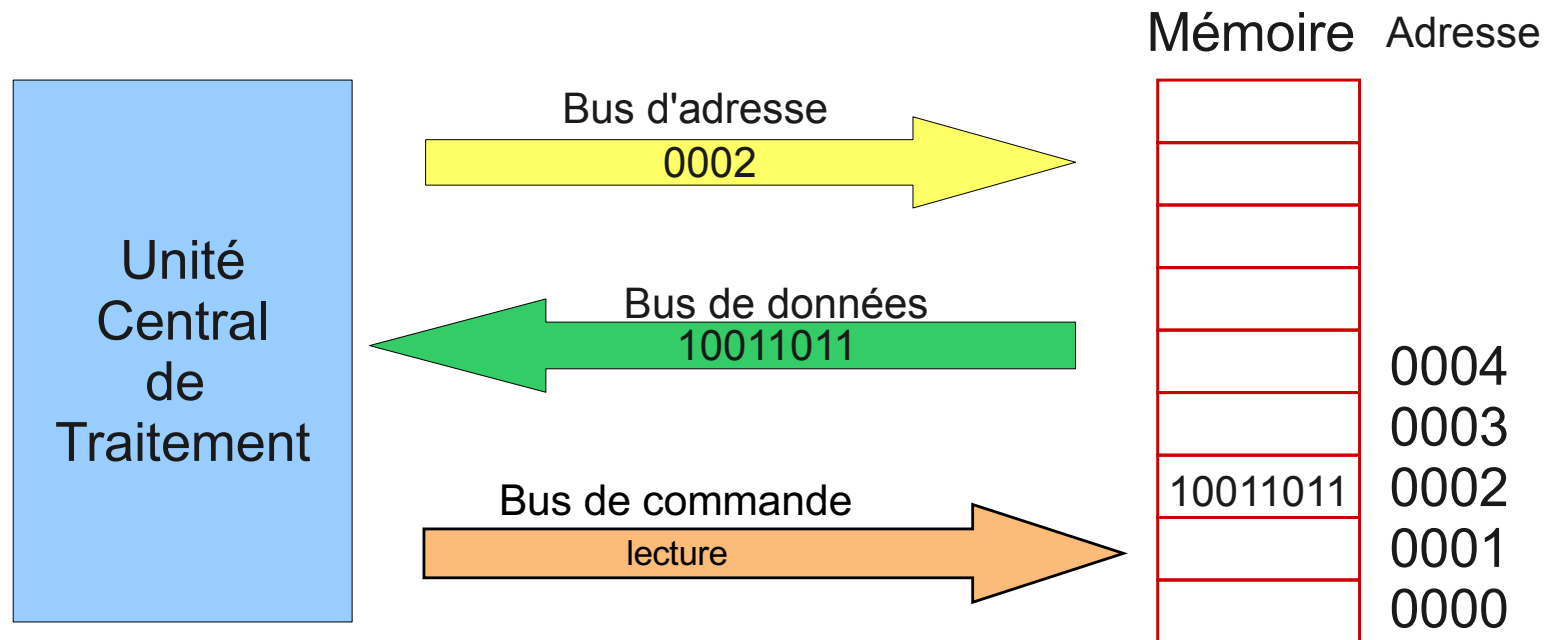 Mémoire Adresse
Bus d'adresse
0002
Unité
Central
de
Traitement
Bus de données
10011011
Bus de commande
lecture
0004
0003
10011011 0002
0001
0000